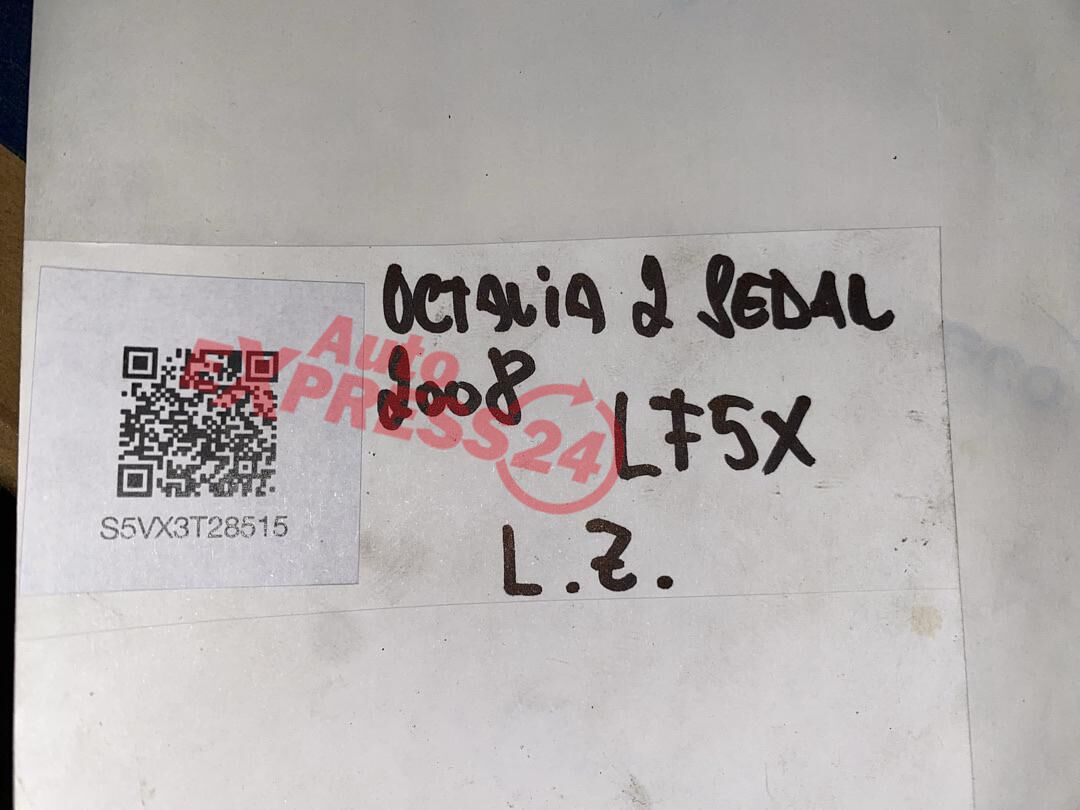 OCTAVIA 2 SEDAN
2008
LF5X
L.Z.
S5VX3T28515
Auto
EXPRESS24